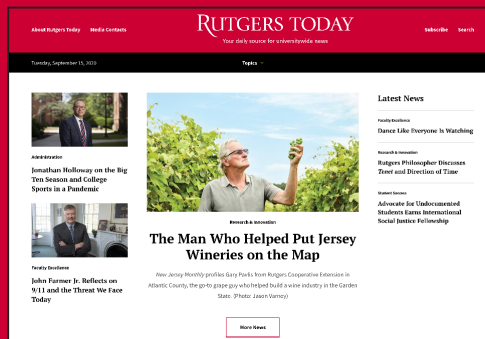 About Rutgers Today Media Contacts
RUTGERS TODAY
Your daily source for universitywide news
Subscribe Search
Tuesday, September 15, 2020
Topics
Administration
Jonathan Holloway on the Big
Ten Season and College
Sports in a Pandemic
Faculty Excellence
John Farmer Jr. Reflects on
9/11 and the Threat We Face
Today
Research & Innovation
The Man Who Helped Put Jersey
Wineries on the Map
New Jersey Monthly profiles Gary Pavlis from Rutgers Cooperative Extension in
Atlantic County, the go-to grape guy who helped build a wine industry in the Garden
State. (Photo: Jason Varney)
More News
Latest News
Faculty Excellence
Dance Like Everyone Is Watching
Research & Innovation
Rutgers Philosopher Discusses
Tenet and Direction of Time
Student Success
Advocate for Undocumented
Students Earns International
Social Justice Fellowship